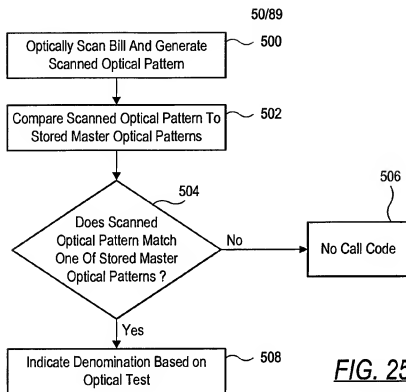 50/89
Optically Scan Bill And Generate
Scanned Optical Pattern
500
Compare Scanned Optical Pattern To
Stored Master Optical Patterns
502
504
Does Scanned
Optical Pattern Match
One Of Stored Master
Optical Patterns ?
No
506
No Call Code
Yes
Indicate Denomination Based on
Optical Test
508
FIG. 25